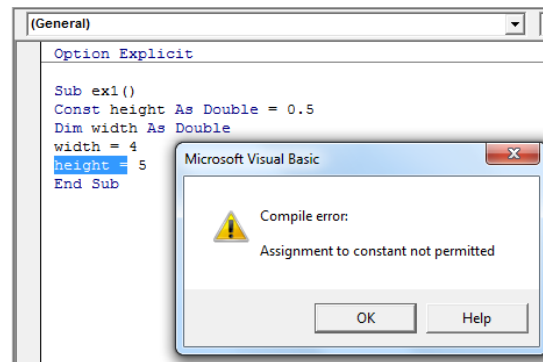 (General)
Option Explicit
Sub ex1()
Const height As Double = 0.5
Dim width As Double
width = 4
height = 5
End Sub
Microsoft Visual Basic
Compile error:
Assignment to constant not permitted
OK
Help